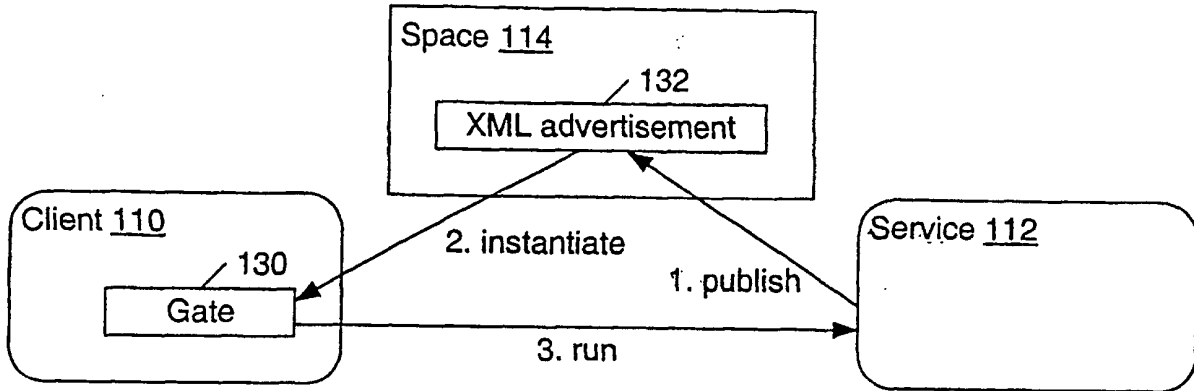 Space 114
132
XML advertisement
Client 110
2. instantiate
Service 112
130
1. publish
Gate
3. run